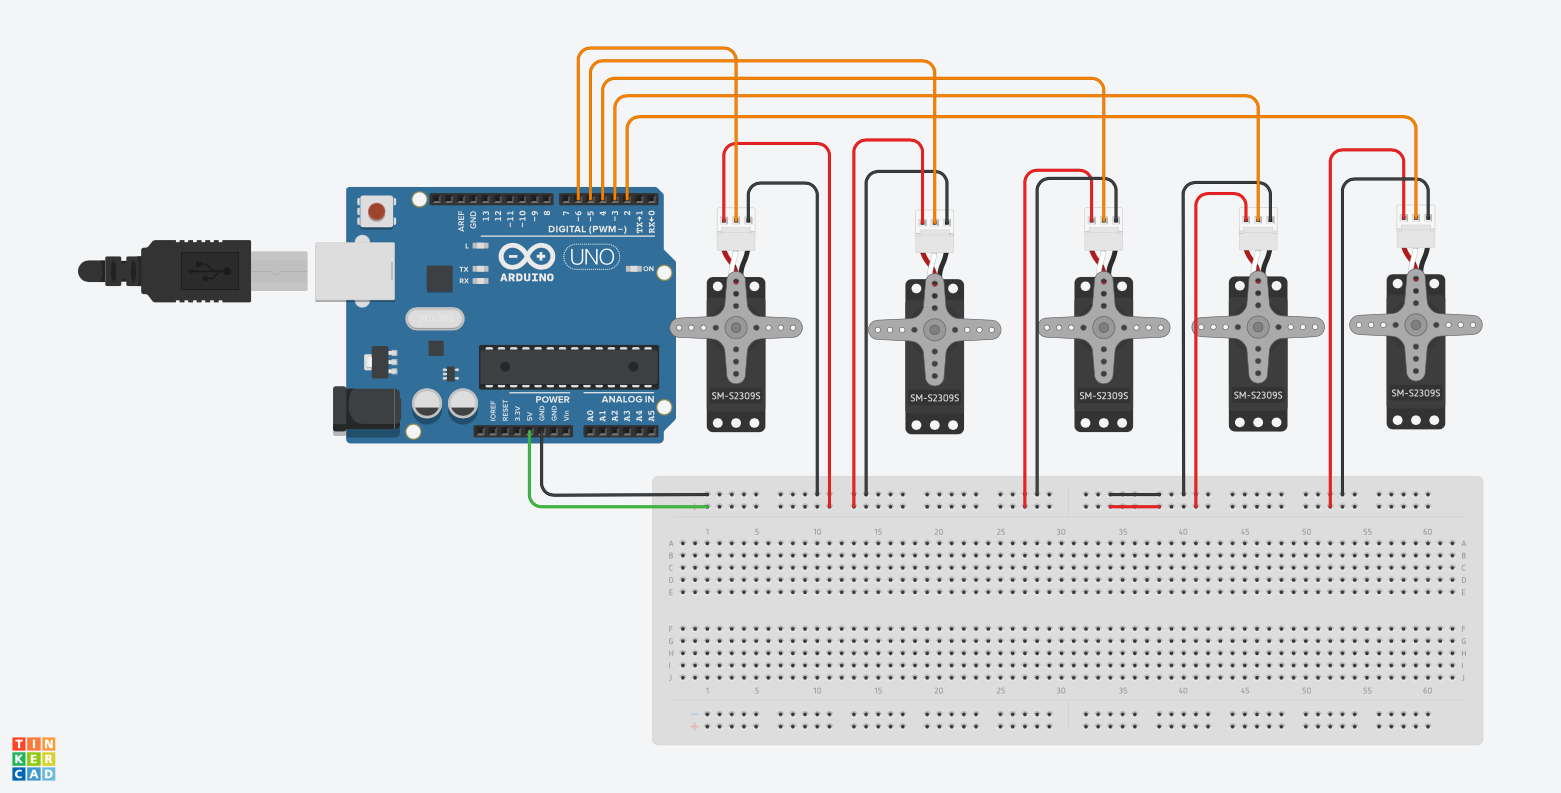 AREF
GND
13
12
~11
~10
~9
8
7
~6
~5
4
~3
2
TX→1
RX←0
DIGITAL (PWM~)
L
TX
RX
ARDUINO
UNO
ON
POWER
ANALOG IN
IOREF
RESET
3.3V
5V
GND
GND
Vin
A0
A1
A2
A3
A4
A5
SM-S2309S
SM-S2309S
SM-S2309S
SM-S2309S
SM-S2309S
1 5 10 15 20 25 30 35 40 45 50 55 60
A A
B B
C C
D D
E E
F F
G G
H H
I I
J J
1 5 10 15 20 25 30 35 40 45 50 55 60
TIN
KER
CAD